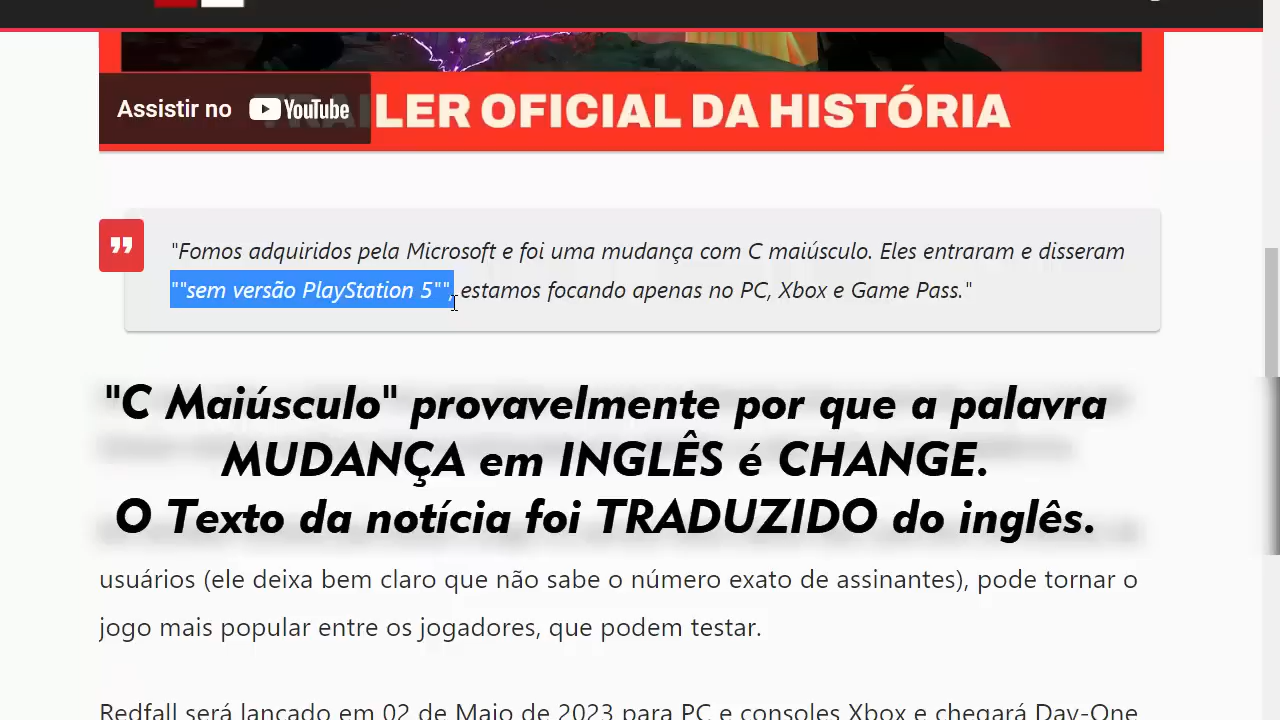 Assistir no YouTube
TRAILER OFICIAL DA HISTÓRIA
"Fomos adquiridos pela Microsoft e foi uma mudança com C maiúsculo. Eles entraram e disseram
""sem versão PlayStation 5"", estamos focando apenas no PC, Xbox e Game Pass."
"C Maiúsculo" provavelmente por que a palavra
MUDANÇA em INGLÊS é CHANGE.
O Texto da notícia foi TRADUZIDO do inglês.
usuários (ele deixa bem claro que não sabe o número exato de assinantes), pode tornar o
jogo mais popular entre os jogadores, que podem testar.
Redfall será lançado em 02 de Maio de 2023 para PC e consoles Xbox e chegará Day-One